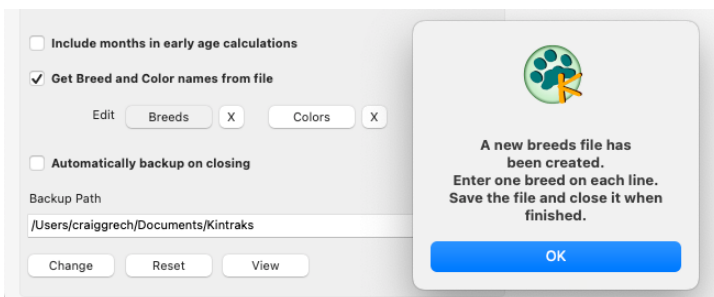 Include months in early age calculations
Get Breed and Color names from file
Edit Breeds X Colors X
Automatically backup on closing
Backup Path
/Users/craiggrech/Documents/Kintraks
Change Reset View
A new breeds file has
been created.
Enter one breed on each line.
Save the file and close it when
finished.
OK